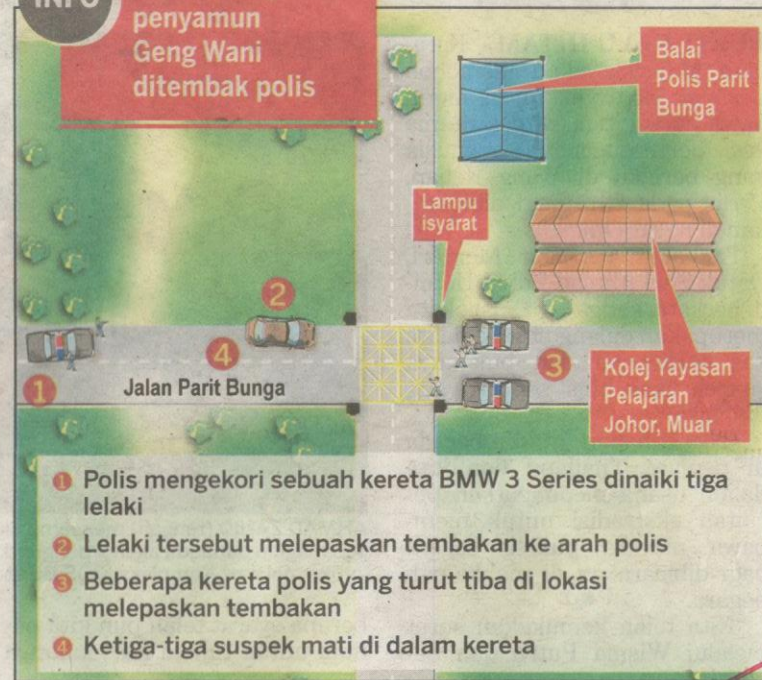 INFO
penyamun
Geng Wani
ditembak polis
Balai
Polis Parit
Bunga
Lampu
isyarat
2
4
1
Jalan Parit Bunga
3
Kolej Yayasan
Pelajaran
Johor, Muar
1 Polis mengekori sebuah kereta BMW 3 Series dinaiki tiga
lelaki
2 Lelaki tersebut melepaskan tembakan ke arah polis
3 Beberapa kereta polis yang turut tiba di lokasi
melepaskan tembakan
4 Ketiga-tiga suspek mati di dalam kereta